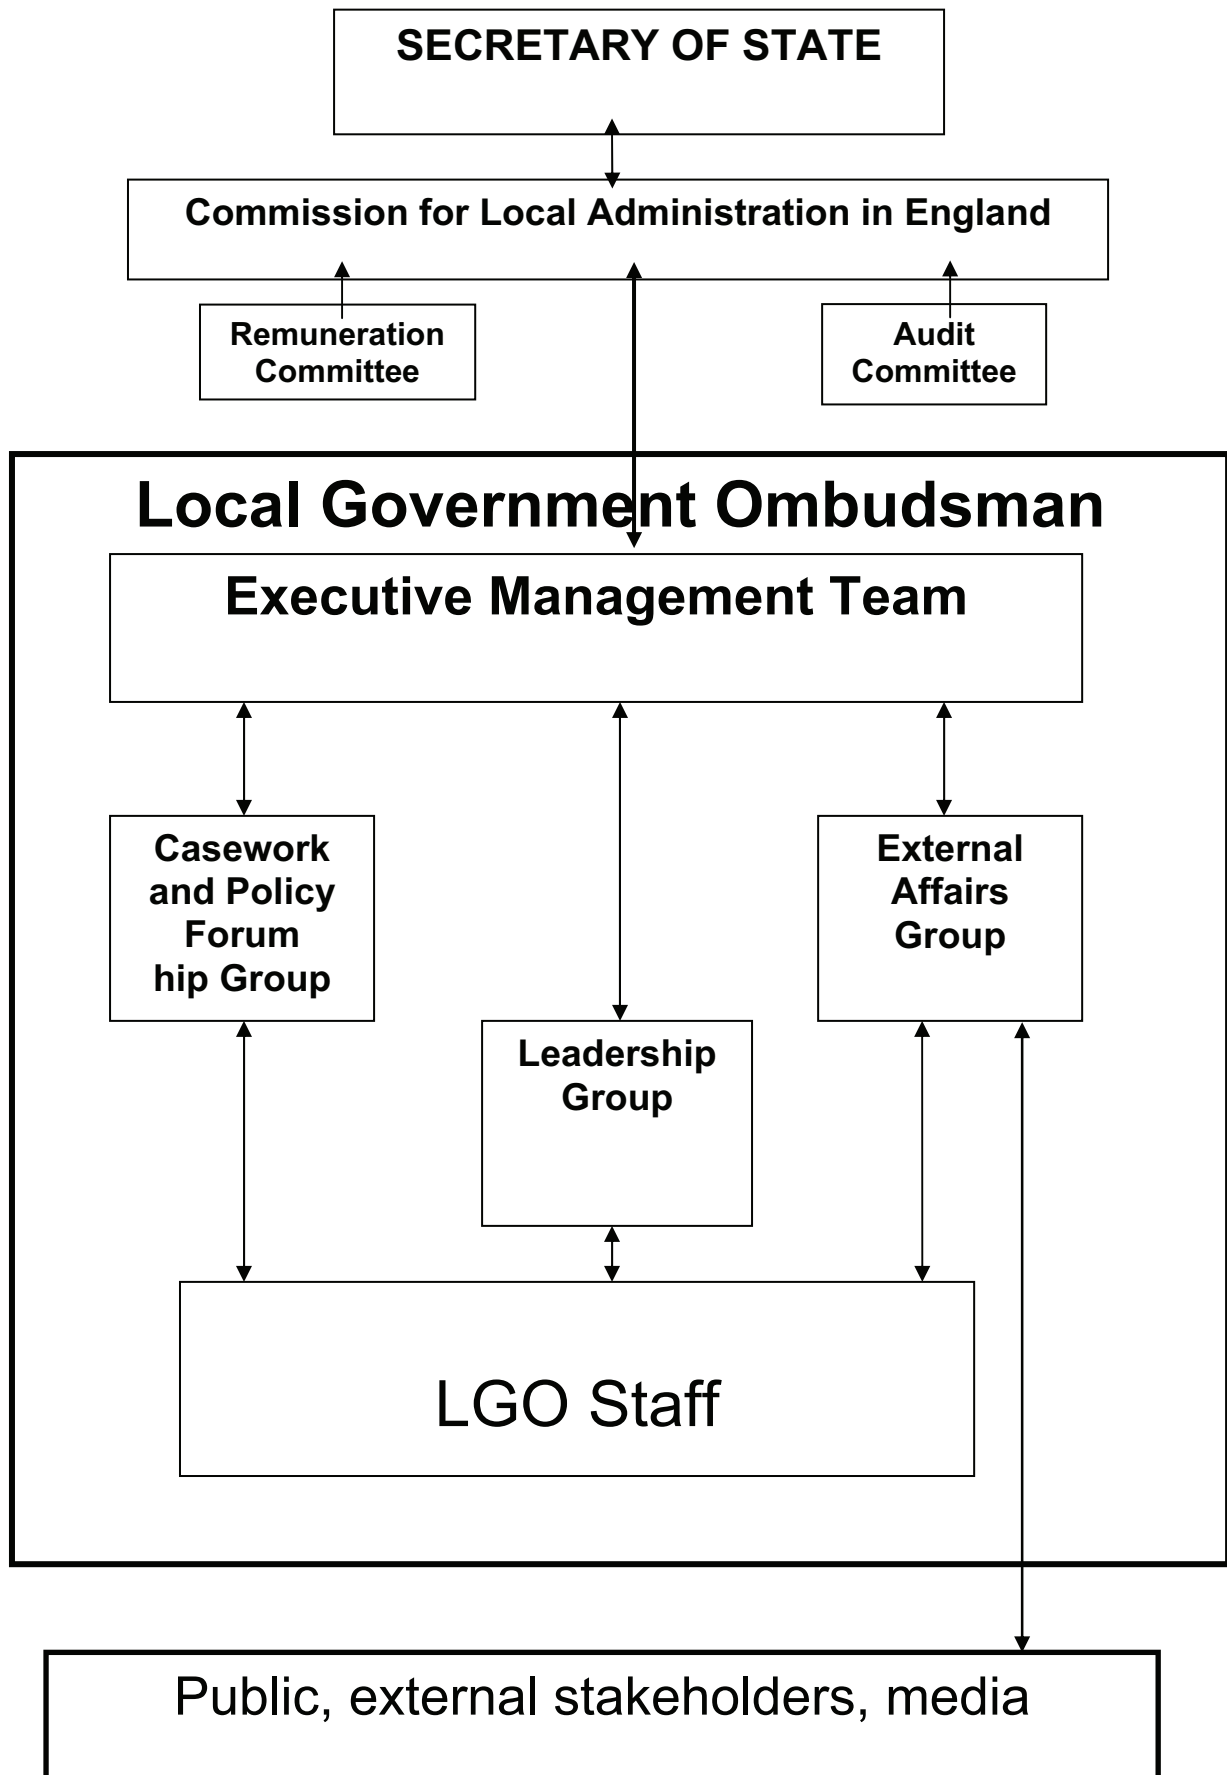 SECRETARY OF STATE
Commission for Local Administration in England
Remuneration
Committee
Audit
Committee
Local Government Ombudsman
Executive Management Team
Casework
and Policy
Forum
hip Group
External
Affairs
Group
Leadership
Group
LGO Staff
Public, external stakeholders, media